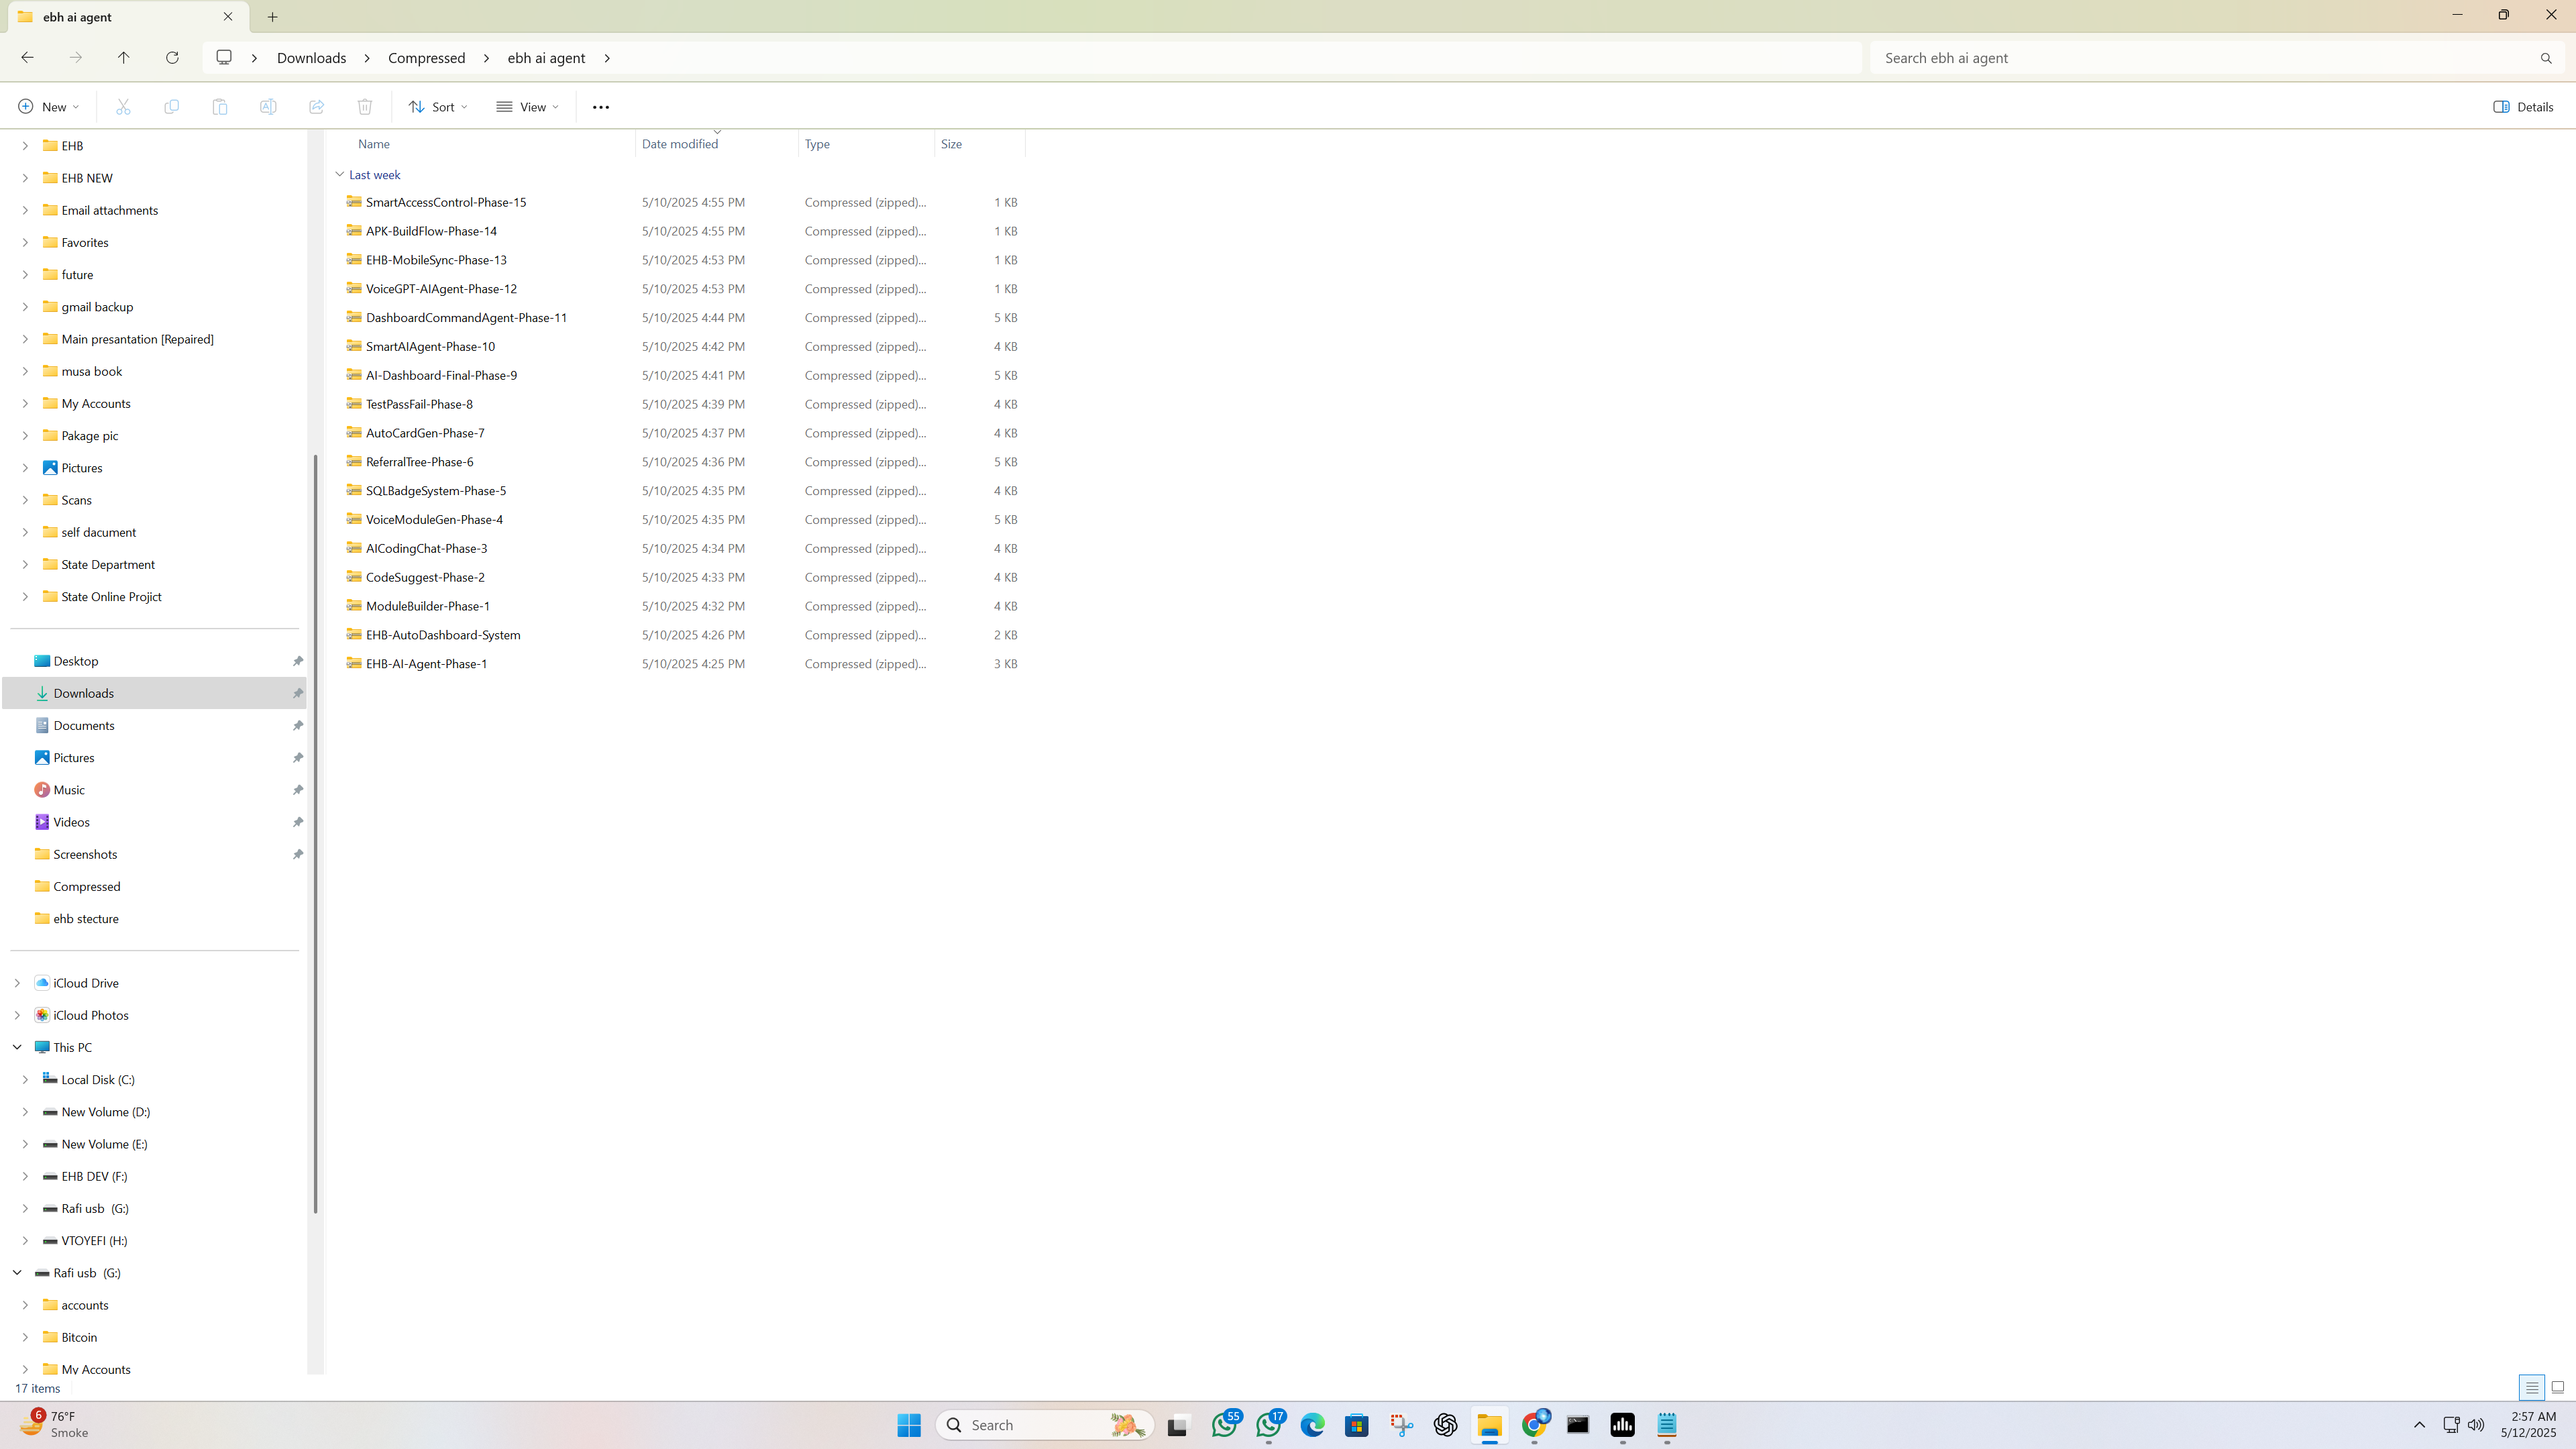 ebh ai agent
Downloads
Compressed
ebh ai agent
Search ebh ai agent
New
Sort
View
Details
EHB
EHB NEW
Email attachments
Favorites
future
gmail backup
Main presantation [Repaired]
musa book
My Accounts
Pakage pic
Pictures
Scans
self dacument
State Department
State Online Projict
Desktop
Downloads
Documents
Pictures
Music
Videos
Screenshots
Compressed
ehb stecture
iCloud Drive
iCloud Photos
This PC
Local Disk (C:)
New Volume (D:)
New Volume (E:)
EHB DEV (F:)
Rafi usb (G:)
VTOYEFI (H:)
Rafi usb (G:)
accounts
Bitcoin
My Accounts
Name Date modified Type Size
Last week
SmartAccessControl-Phase-15 5/10/2025 4:55 PM Compressed (zipped)... 1 KB
APK-BuildFlow-Phase-14 5/10/2025 4:55 PM Compressed (zipped)... 1 KB
EHB-MobileSync-Phase-13 5/10/2025 4:53 PM Compressed (zipped)... 1 KB
VoiceGPT-AIAgent-Phase-12 5/10/2025 4:53 PM Compressed (zipped)... 1 KB
DashboardCommandAgent-Phase-11 5/10/2025 4:44 PM Compressed (zipped)... 5 KB
SmartAIAgent-Phase-10 5/10/2025 4:42 PM Compressed (zipped)... 4 KB
AI-Dashboard-Final-Phase-9 5/10/2025 4:41 PM Compressed (zipped)... 5 KB
TestPassFail-Phase-8 5/10/2025 4:39 PM Compressed (zipped)... 4 KB
AutoCardGen-Phase-7 5/10/2025 4:37 PM Compressed (zipped)... 4 KB
ReferralTree-Phase-6 5/10/2025 4:36 PM Compressed (zipped)... 5 KB
SQLBadgeSystem-Phase-5 5/10/2025 4:35 PM Compressed (zipped)... 4 KB
VoiceModuleGen-Phase-4 5/10/2025 4:35 PM Compressed (zipped)... 5 KB
AICodingChat-Phase-3 5/10/2025 4:34 PM Compressed (zipped)... 4 KB
CodeSuggest-Phase-2 5/10/2025 4:33 PM Compressed (zipped)... 4 KB
ModuleBuilder-Phase-1 5/10/2025 4:32 PM Compressed (zipped)... 4 KB
EHB-AutoDashboard-System 5/10/2025 4:26 PM Compressed (zipped)... 2 KB
EHB-AI-Agent-Phase-1 5/10/2025 4:25 PM Compressed (zipped)... 3 KB
17 items
6
76°F
Smoke
Search
55
17
2:57 AM
5/12/2025